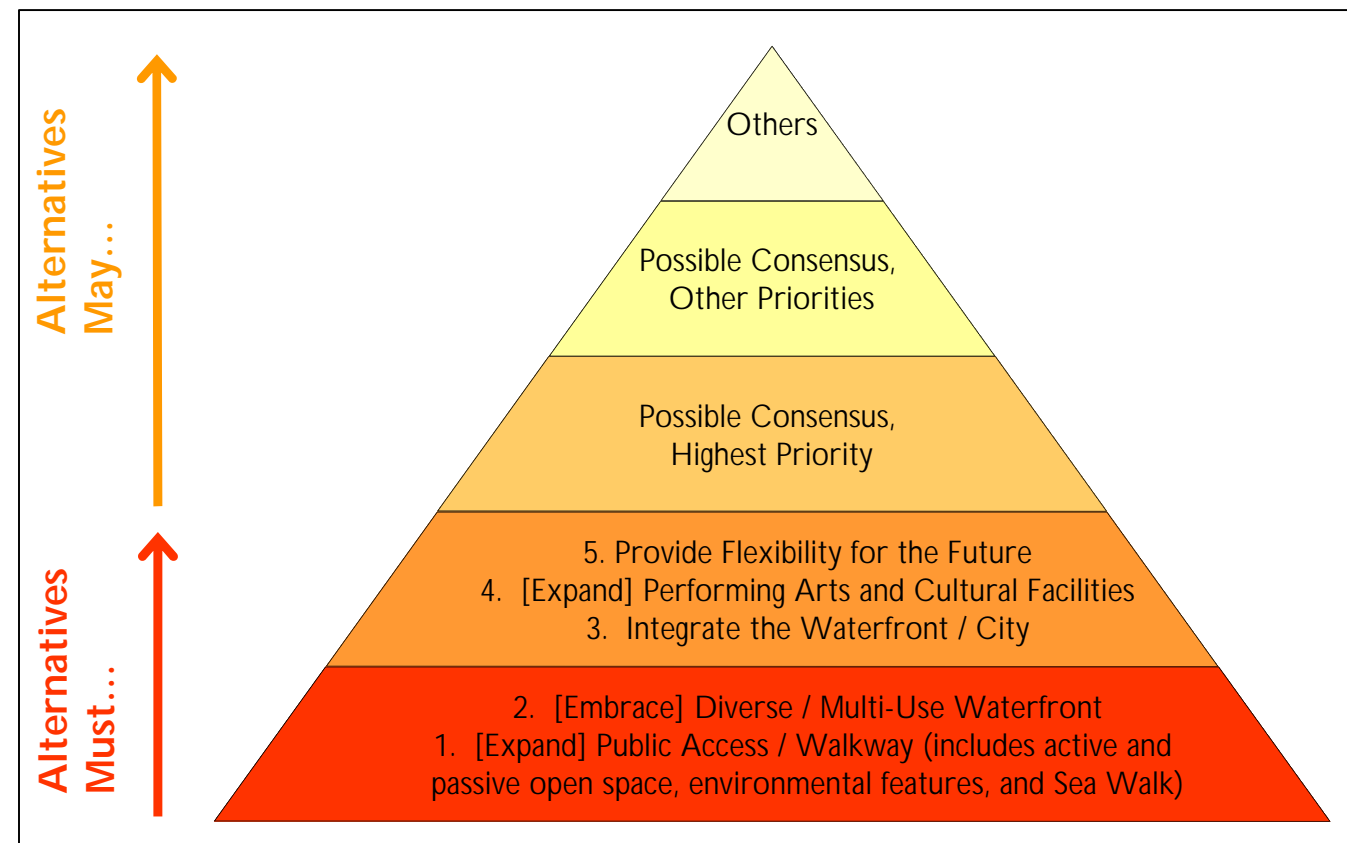 Others
Possible Consensus,
Other Priorities
Possible Consensus,
Highest Priority
5. Provide Flexibility for the Future
4. [Expand] Performing Arts and Cultural Facilities
3. Integrate the Waterfront / City
2. [Embrace] Diverse / Multi-Use Waterfront
1. [Expand] Public Access / Walkway (includes active and
passive open space, environmental features, and Sea Walk)
Alternatives
May...
Alternatives
Must...